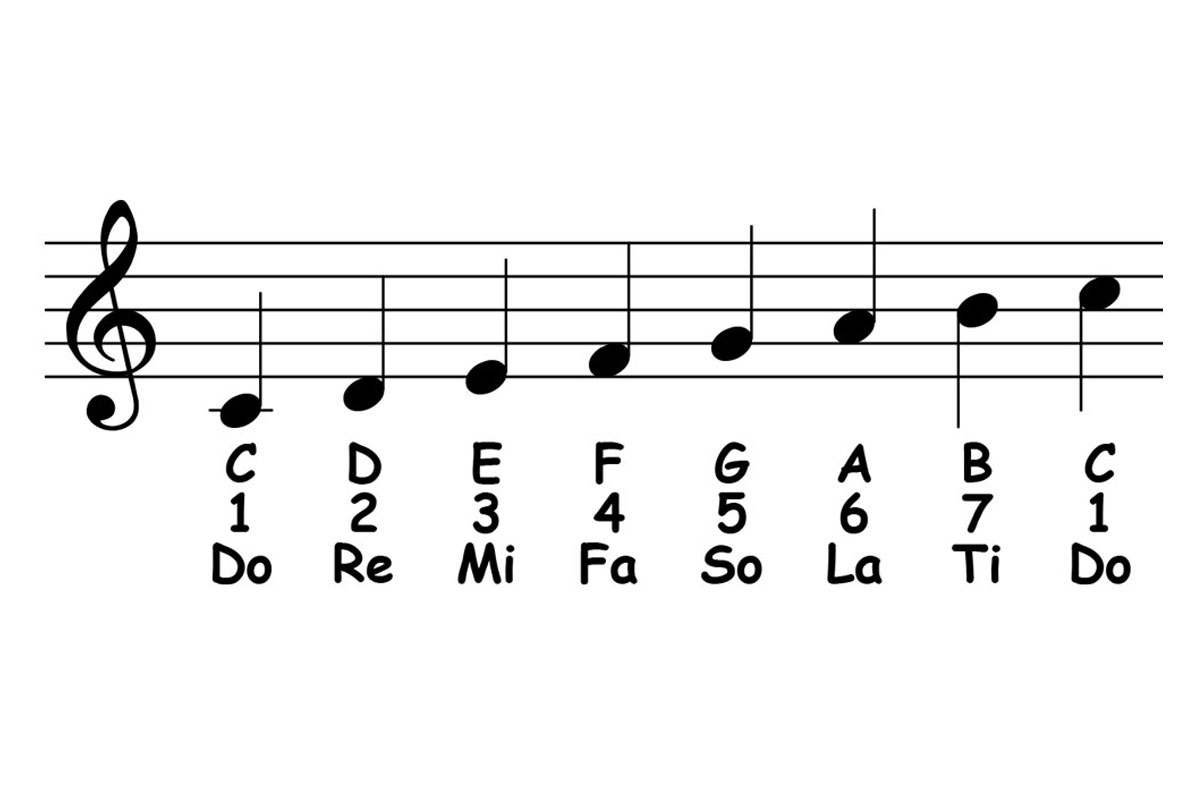 C D E F G A B C
1 2 3 4 5 6 7 1
Do Re Mi Fa So La Ti Do